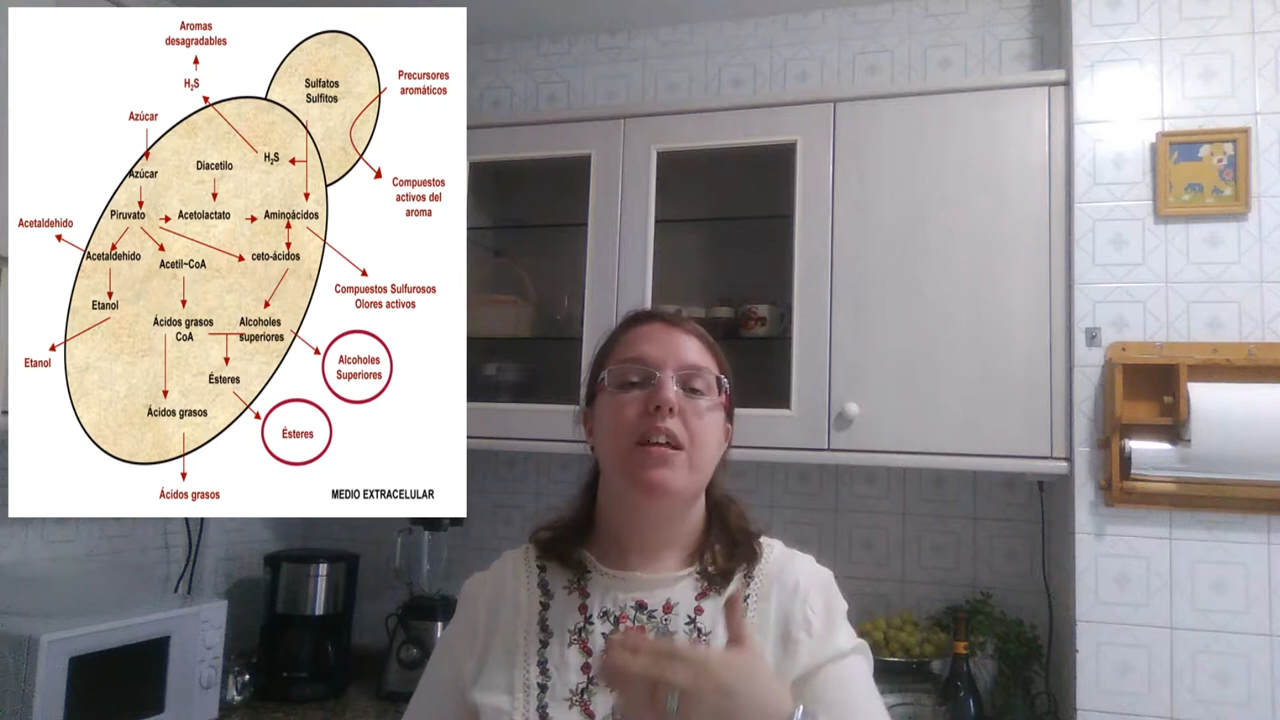 Aromas
desagradables
H₂S
Sulfatos
Sulfitos
Precursores
aromáticos
Azúcar
H₂S
Diacetilo
Azúcar
Compuestos
activos del
aroma
Piruvato
Acetolactato
Aminoácidos
Acetaldehído
Acetaldehído
Acetil~CoA
ceto-ácidos
Compuestos Sulfurosos
Olores activos
Etanol
Ácidos grasos
CoA
Alcoholes
superiores
Etanol
Alcoholes
Superiores
Ésteres
Ácidos grasos
Ésteres
Ácidos grasos
MEDIO EXTRACELULAR